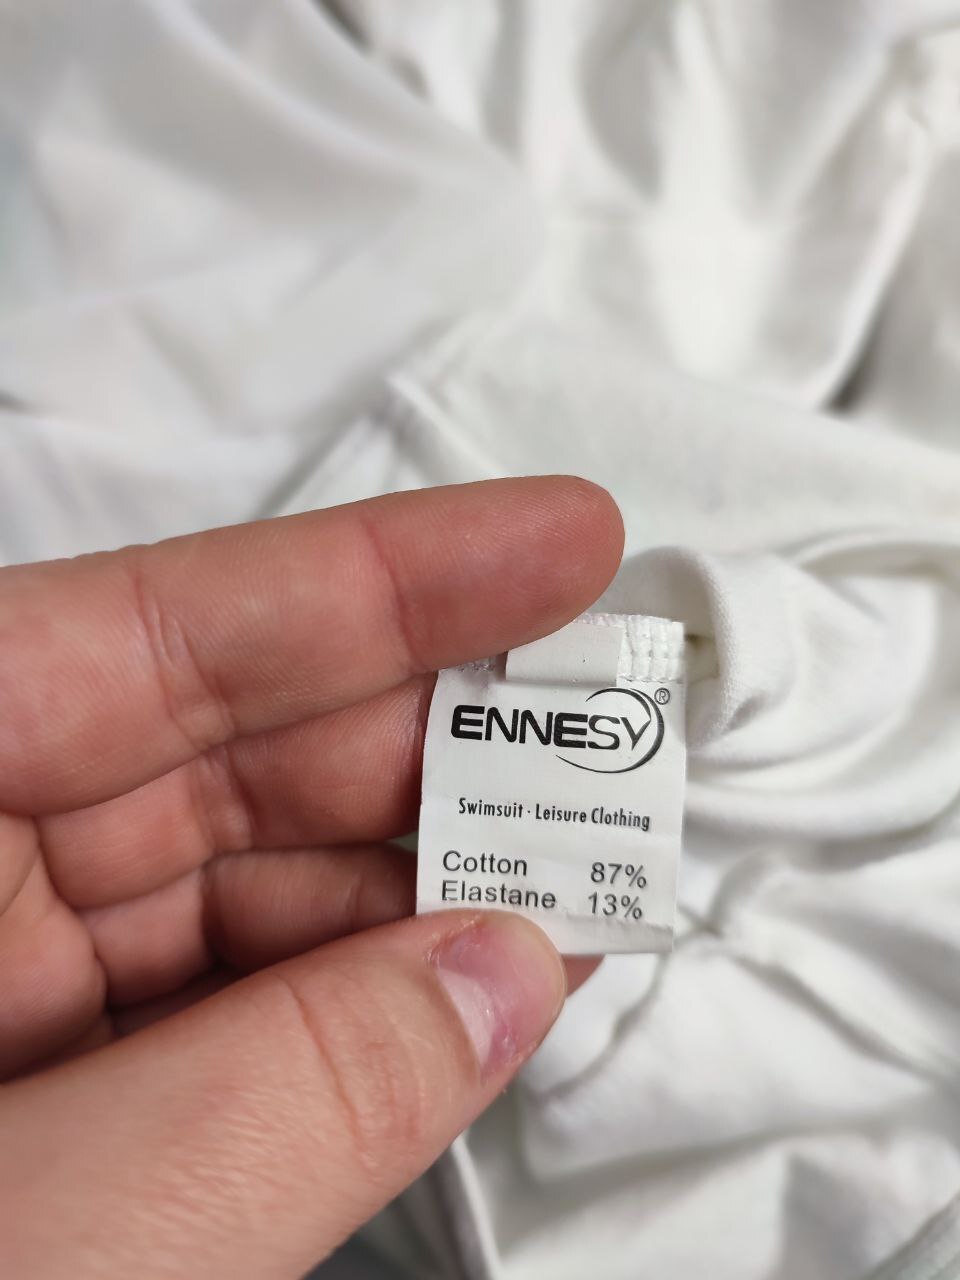 ENNESY®
Swimsuit · Leisure Clothing
Cotton 87%
Elastane 13%